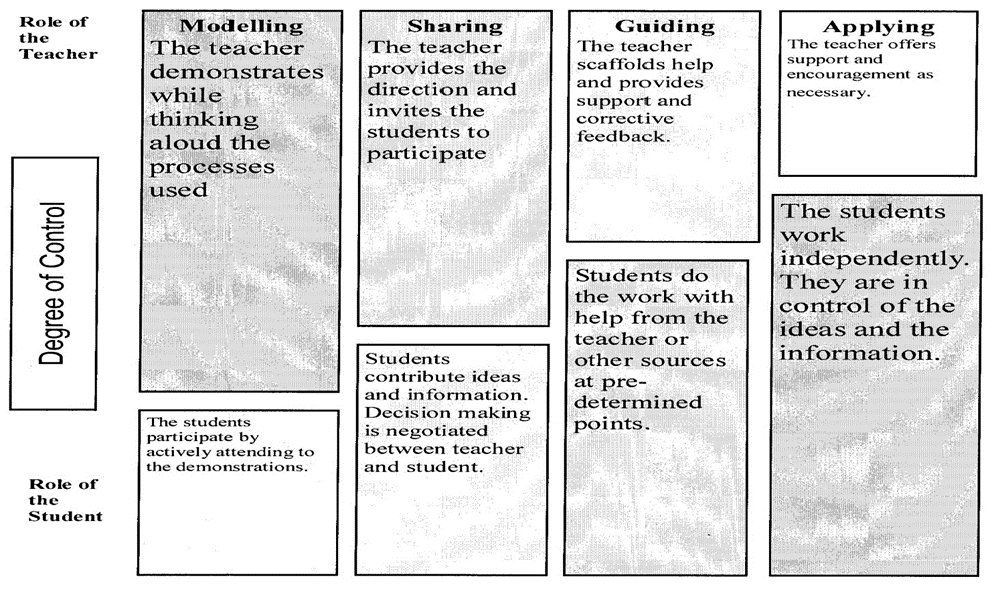 Role of
the
Teacher
Modelling
The teacher
demonstrates
while
thinking
aloud the
processes
used
Sharing
The teacher
provides the
direction and
invites the
students to
participate
Guiding
The teacher
scaffolds help
and provides
support and
corrective
feedback.
Applying
The teacher offers
support and
encouragement as
necessary.
Degree of Control
Role of
the
Student
The students
participate by
actively attending to
the demonstrations.
Students
contribute ideas
and information.
Decision making
is negotiated
between teacher
and student.
Students do
the work with
help from the
teacher or
other sources
at pre-
determined
points.
The students
work
independently.
They are in
control of the
ideas and the
information.